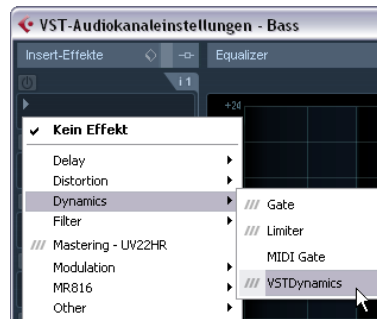 VST-Audiokanaleinstellungen - Bass
Insert-Effekte
Equalizer
i 1
+24
✓ Kein Effekt
Delay
Distortion
Dynamics
Filter
/// Mastering - UV22HR
Modulation
MR816
Other
/// Gate
/// Limiter
MIDI Gate
/// VSTDynamics